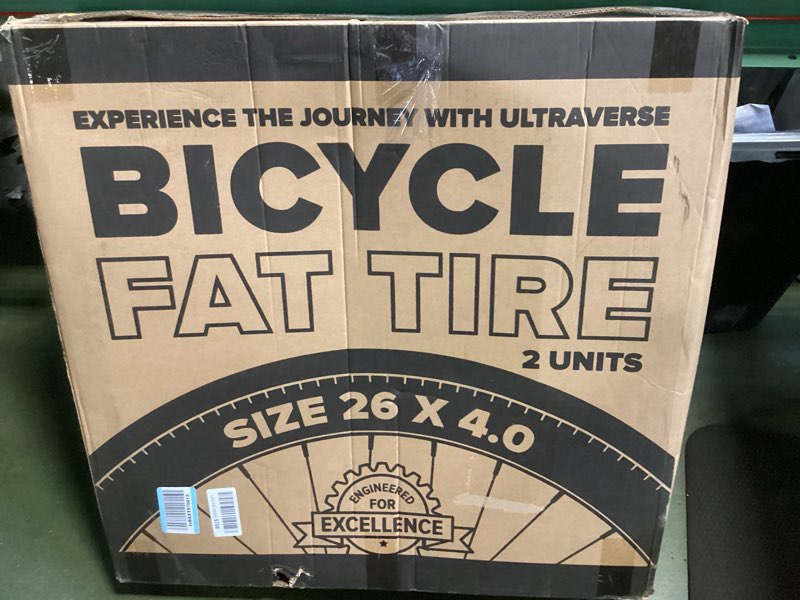 EXPERIENCE THE JOURNEY WITH ULTRAVERSE
BICYCLE
FAT TIRE
2 UNITS
SIZE 26 X 4.0
ENGINEERED
FOR
EXCELLENCE